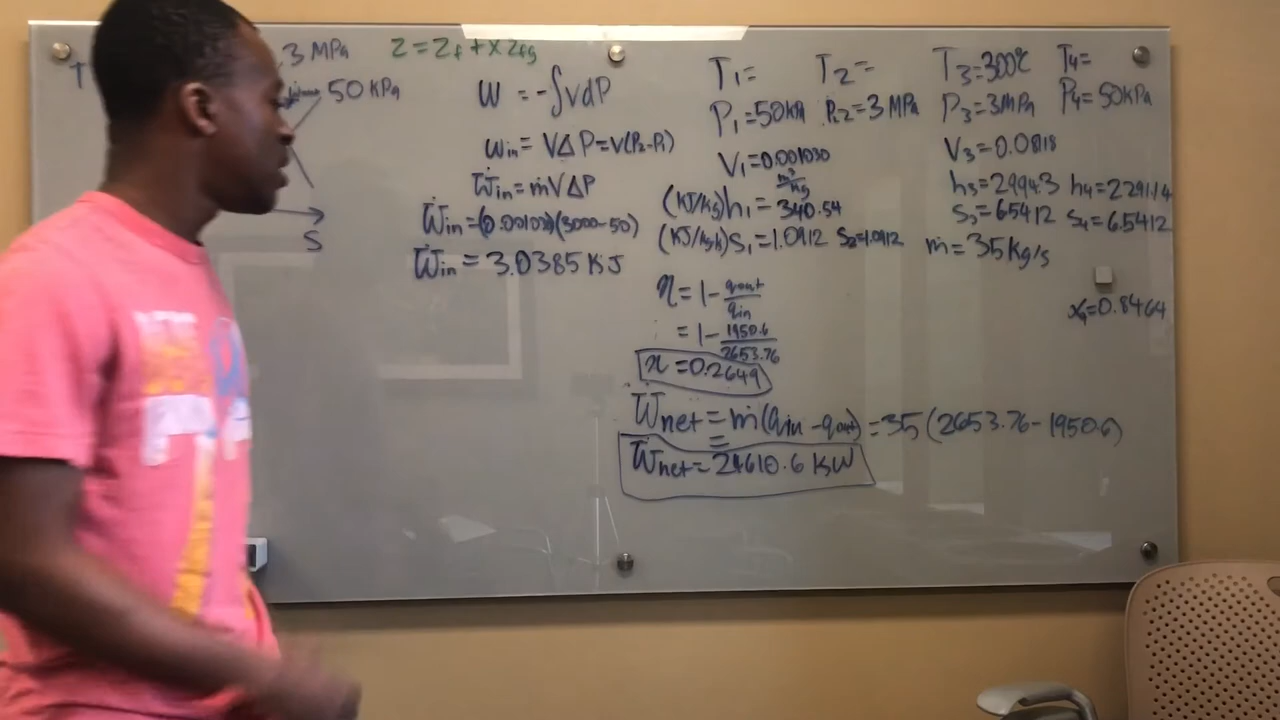 T
3 MPa
50 KPa
S
Z = Zf + x Zfg
W = -∫vdP
win = VΔP = v(P2-P1)
Ẇin = ṁVΔP
Ẇin = (0.00103)(3000-50)
Ẇin = 3.0385 KJ
T1=
P1=50kPa
V1=0.001030 m³/kg
(KJ/kg)h1 = 340.54
(KJ/kg·k)S1=1.0912 S2=1.0912
T2=
P2=3 MPa
T3=300°C
P3=3MPa
V3=0.0818
h3=2994.3
S3=6.5412
ṁ=35kg/s
T4=
P4=50kPa
h4=2291.14
S4=6.5412
x4=0.8464
η=1-qout/qin
=1-1950.6/2653.76
η=0.2649
Ẇnet=ṁ(qin-qout)=35(2653.76-1950.6)
=
Ẇnet=24610.6 KW